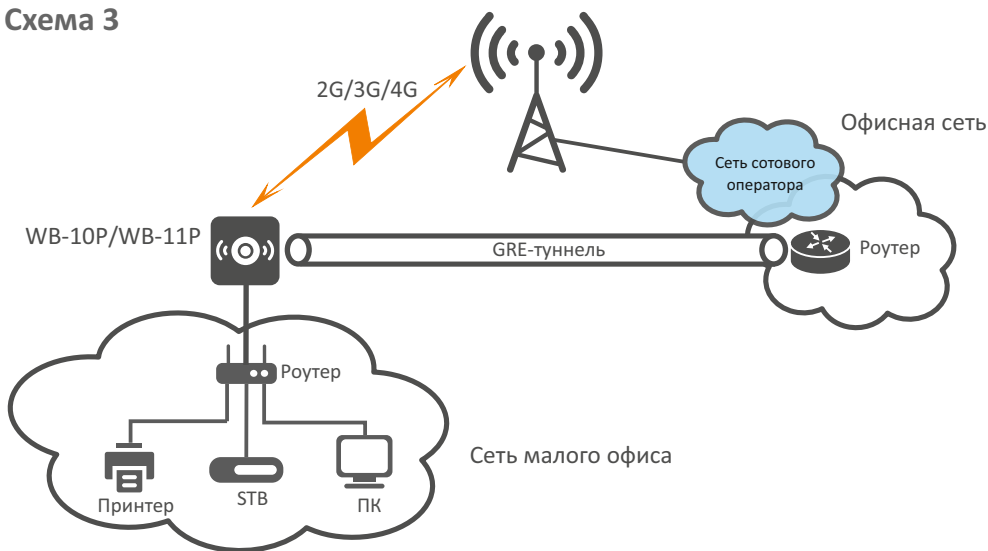 Схема 3
2G/3G/4G
Офисная сеть
Сеть сотового
оператора
WB-10P/WB-11P
GRE-туннель
Роутер
Роутер
Сеть малого офиса
Принтер
STB
ПК